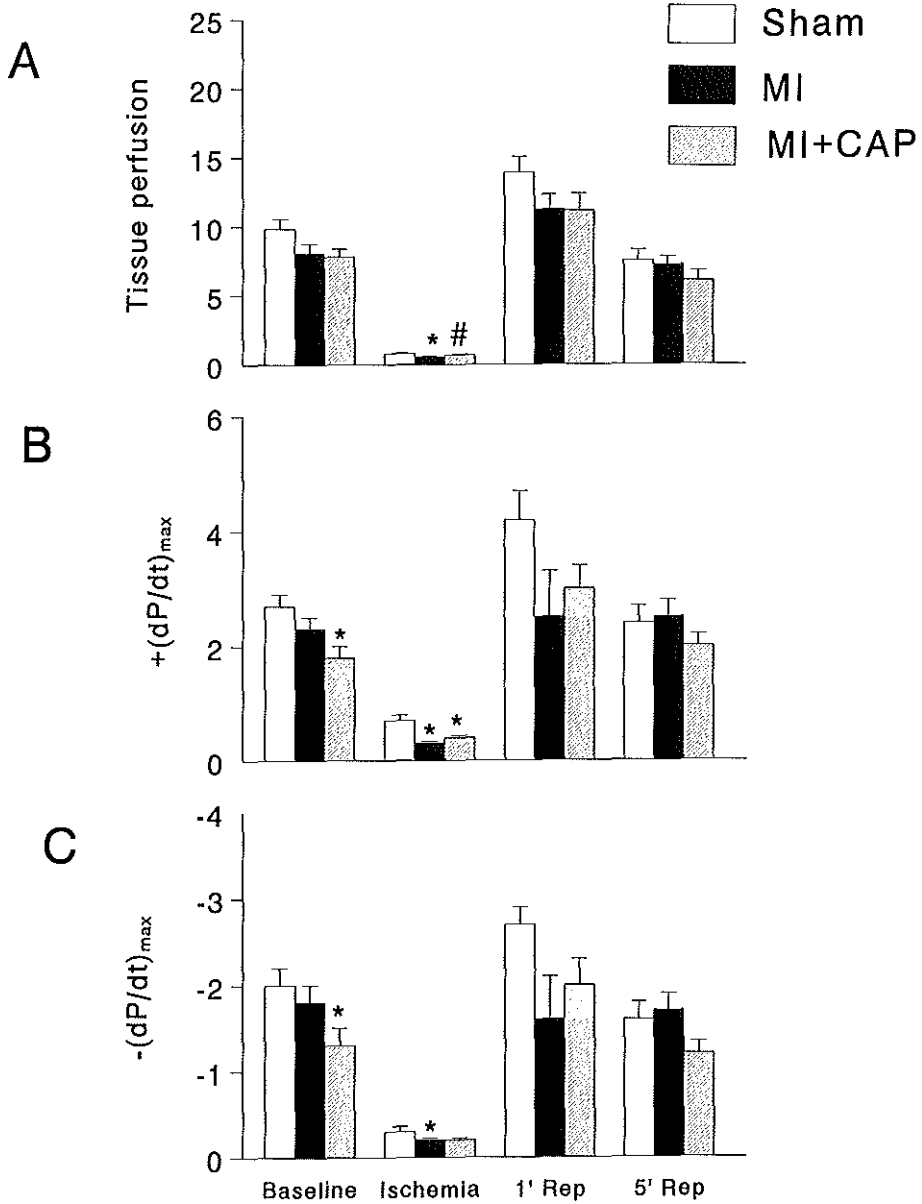 A
Sham
MI
MI+CAP
Tissue perfusion
25
20
15
10
5
0
* #
B
+(dP/dt)max
6
4
2
0
*
* *
C
-(dP/dt)max
-4
-3
-2
-1
0
*
*
Baseline Ischemia 1' Rep 5' Rep